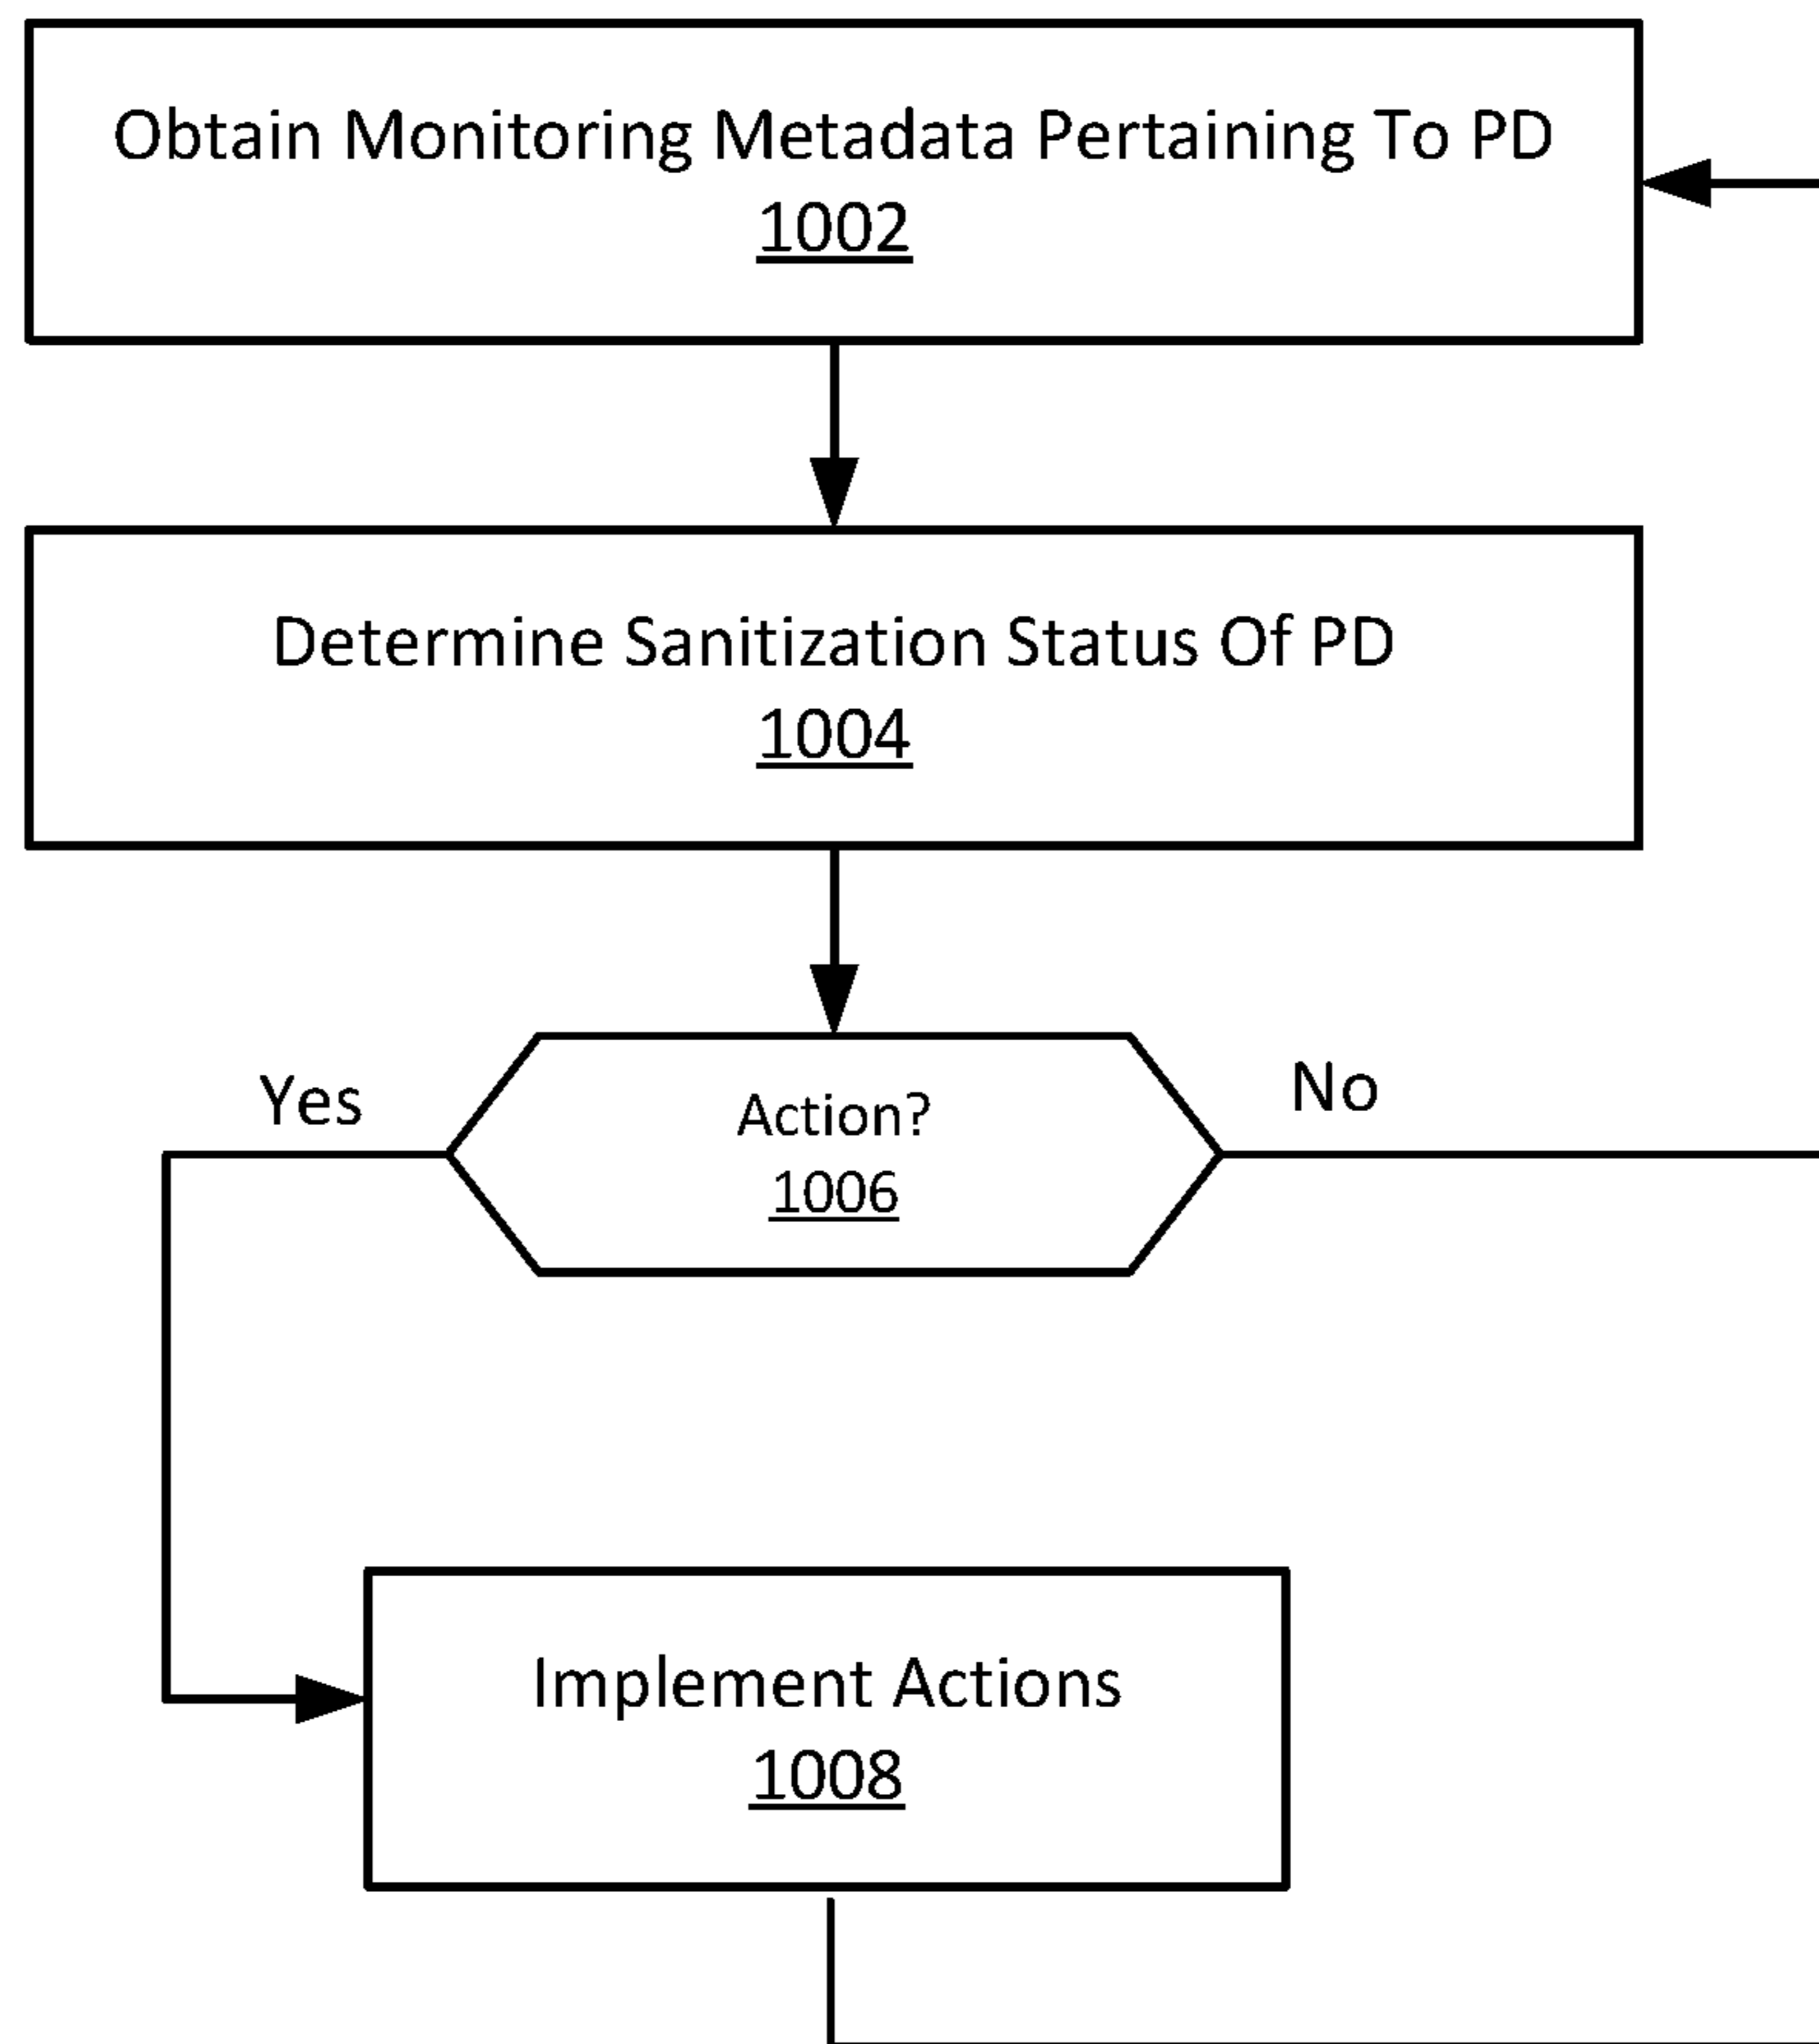 Obtain Monitoring Metadata Pertaining To PD
1002
Determine Sanitization Status Of PD
1004
Yes
Action?
No
1006
Implement Actions
1008